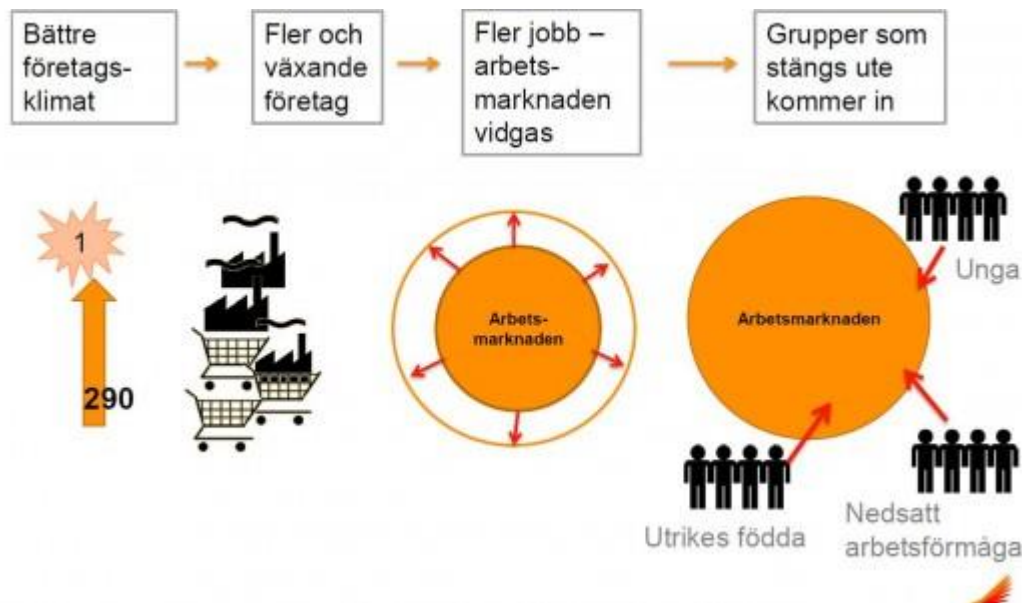 Bättre
företags-
klimat
Fler och
växande
företag
Fler jobb –
arbets-
marknaden
vidgas
Grupper som
stängs ute
kommer in
1
290
Arbets-
marknaden
Arbetsmarknaden
Unga
Utrikes födda
Nedsatt
arbetsförmåga